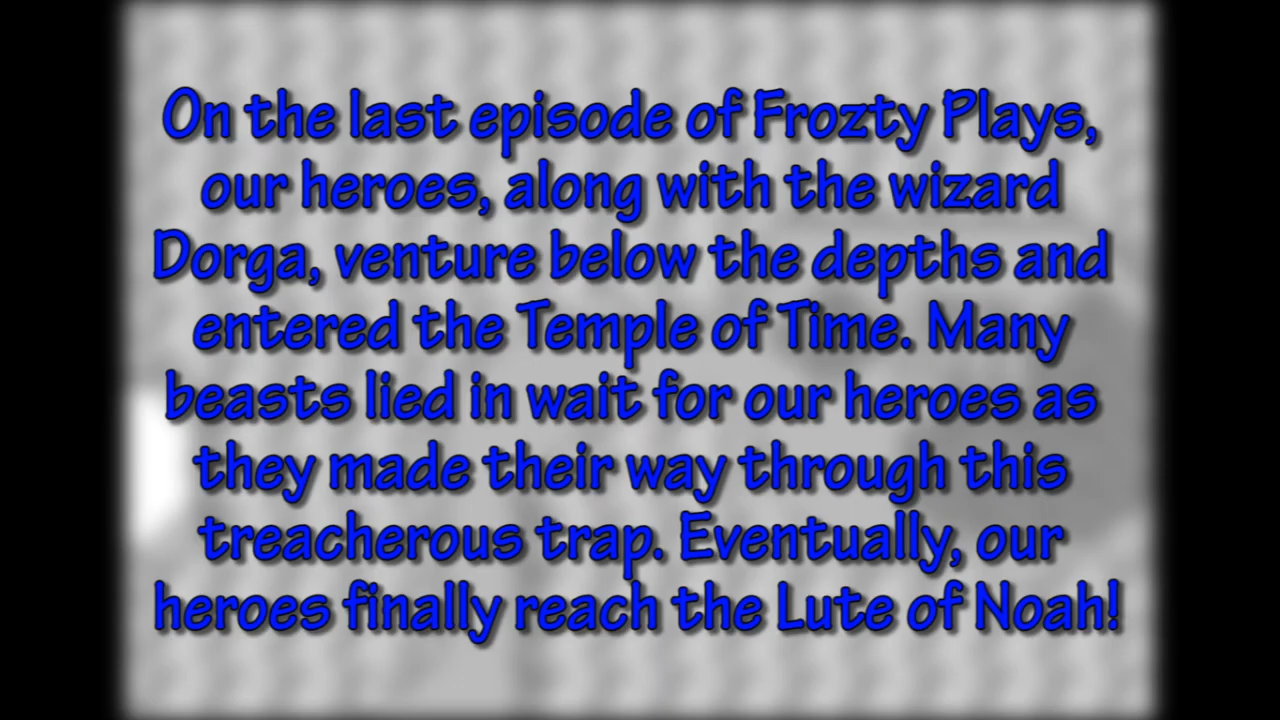 On the last episode of Frozty Plays,
our heroes, along with the wizard
Dorga, venture below the depths and
entered the Temple of Time. Many
beasts lied in wait for our heroes as
they made their way through this
treacherous trap. Eventually, our
heroes finally reach the Lute of Noah!